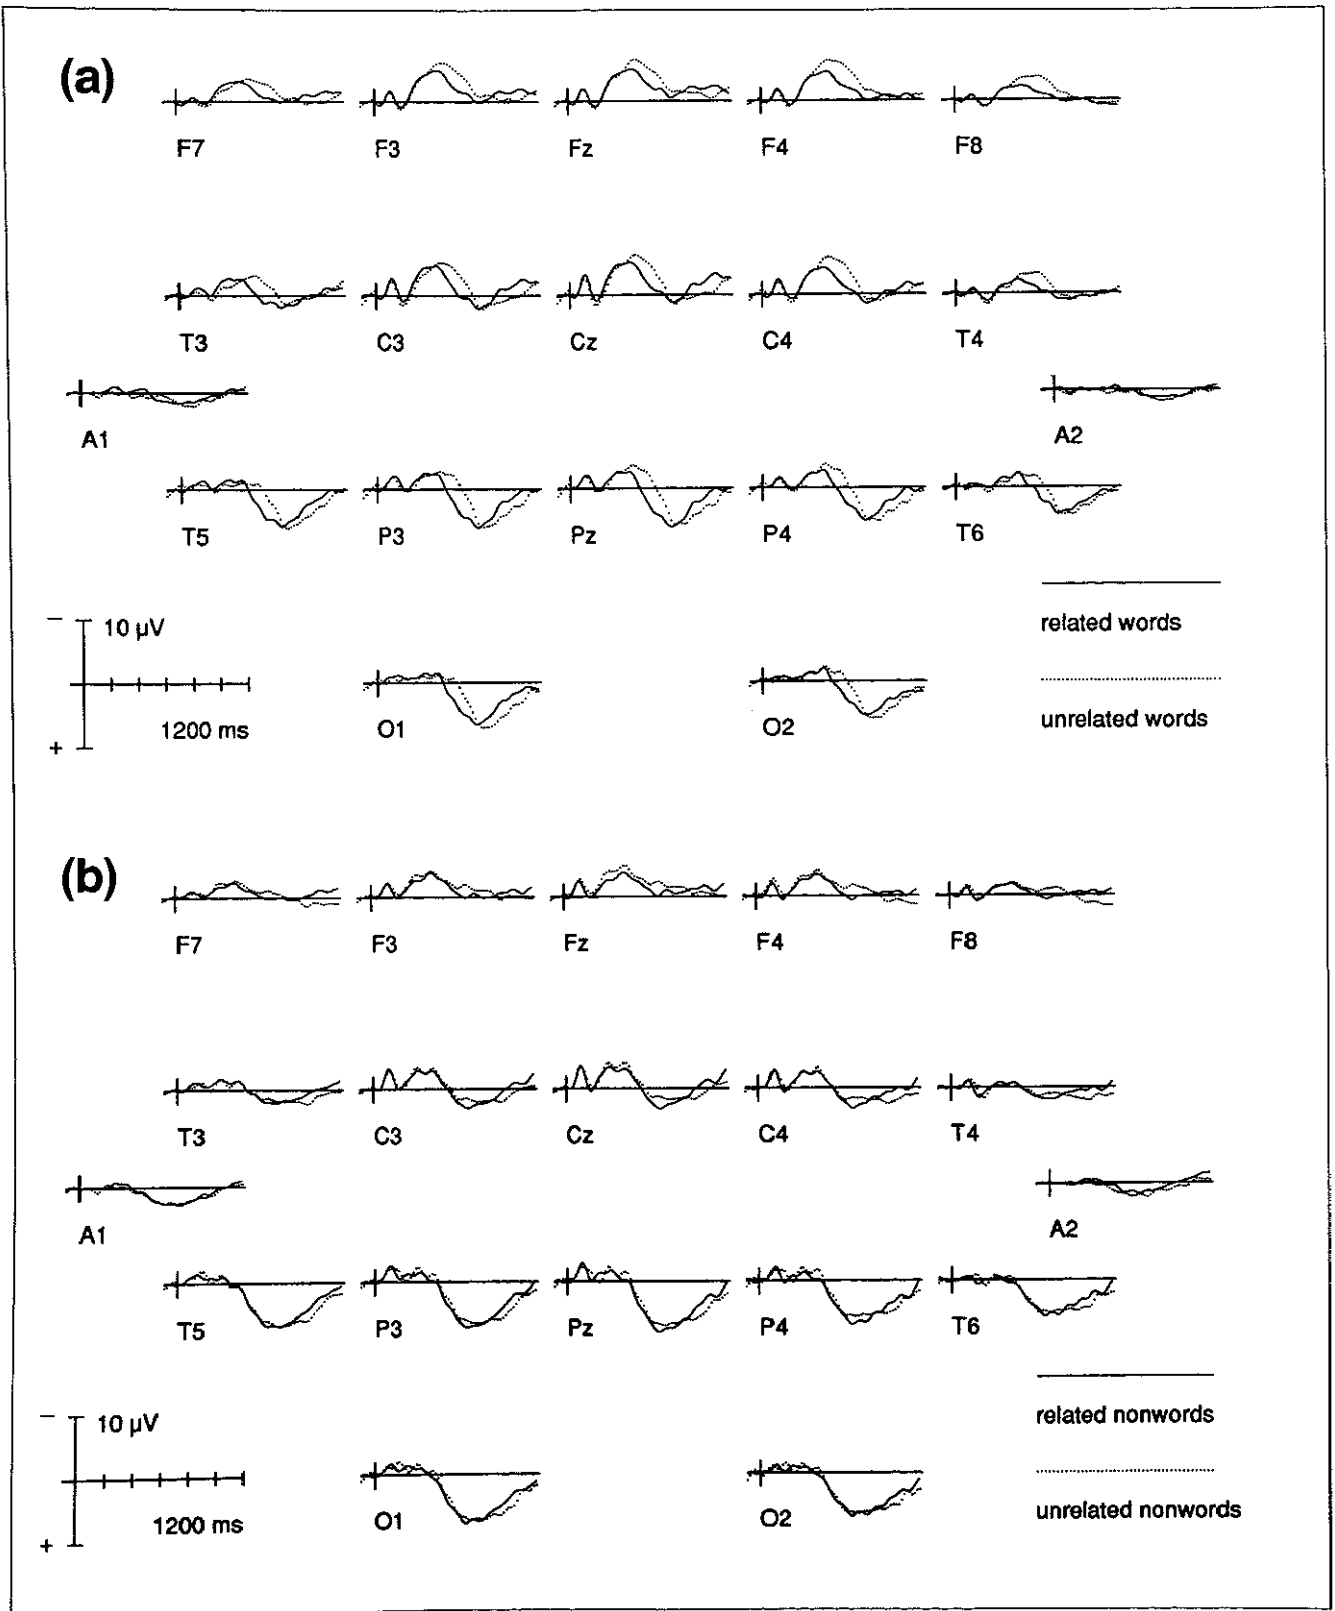 (a)
F7 F3 Fz F4 F8
T3 C3 Cz C4 T4
A1 A2
T5 P3 Pz P4 T6
related words
− 10 µV
unrelated words
1200 ms O1 O2
+
(b)
F7 F3 Fz F4 F8
T3 C3 Cz C4 T4
A1 A2
T5 P3 Pz P4 T6
related nonwords
− 10 µV
unrelated nonwords
1200 ms O1 O2
+